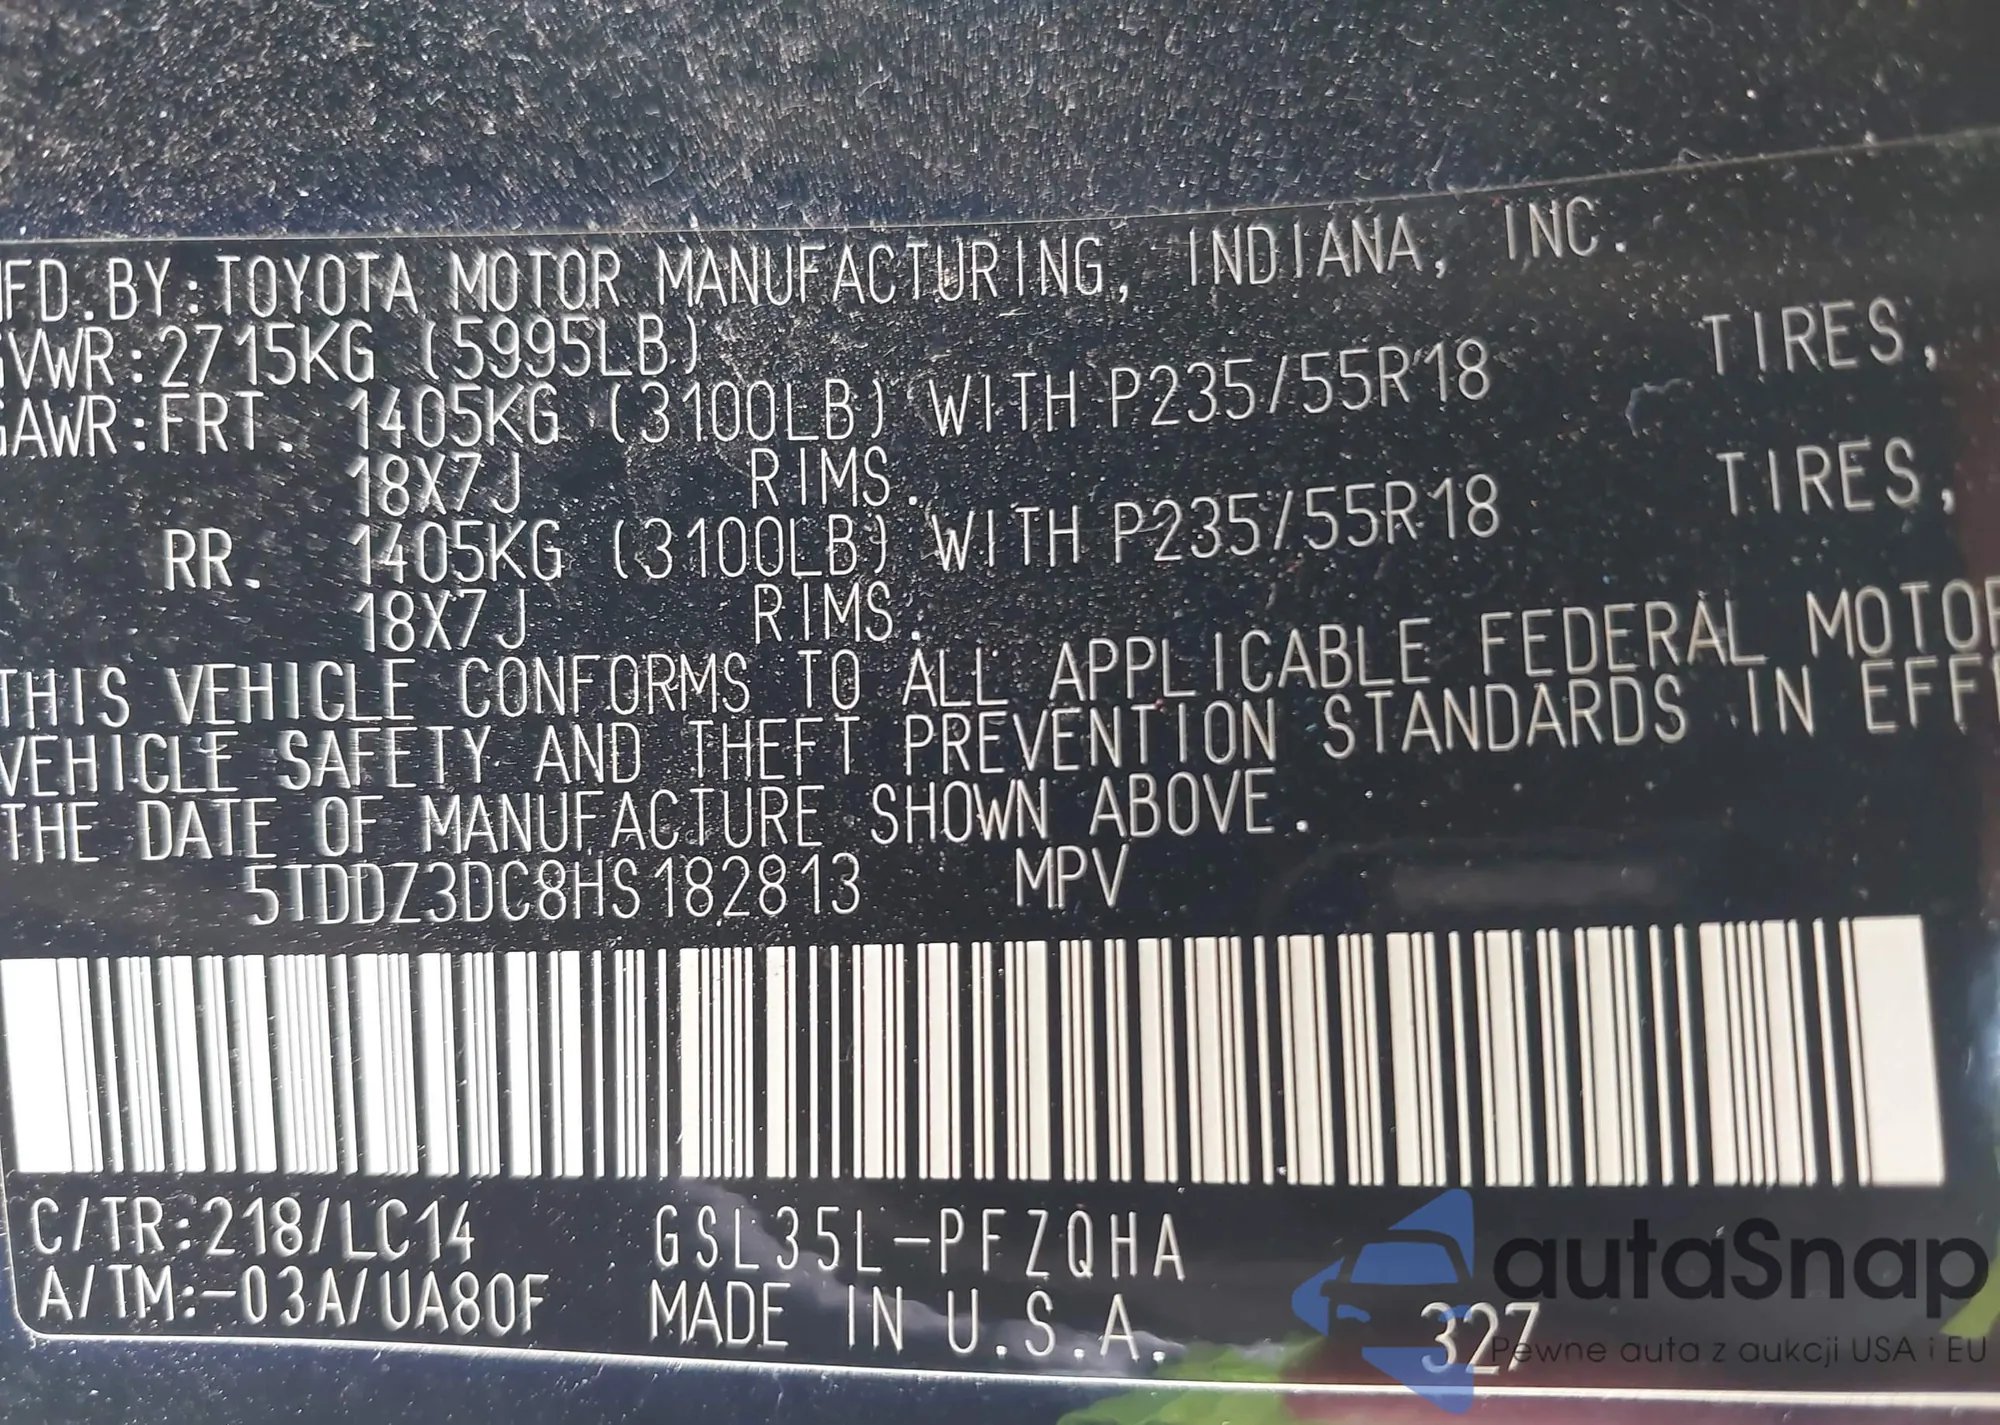 MFD.BY:TOYOTA MOTOR MANUFACTURING, INDIANA, INC.
GVWR:2715KG (5995LB)
GAWR:FRT. 1405KG (3100LB) WITH P235/55R18 TIRES,
18X7J RIMS.
RR. 1405KG (3100LB) WITH P235/55R18 TIRES,
18X7J RIMS.
THIS VEHICLE CONFORMS TO ALL APPLICABLE FEDERAL MOTOR
VEHICLE SAFETY AND THEFT PREVENTION STANDARDS IN EFFE
THE DATE OF MANUFACTURE SHOWN ABOVE.
5TDDZ3DC8HS182813 MPV
C/TR:218/LC14 GSL35L-PFZQHA
A/TM:-03A/UA80F MADE IN U.S.A. 327
autaSnap
Pewne auta z aukcji USA i EU